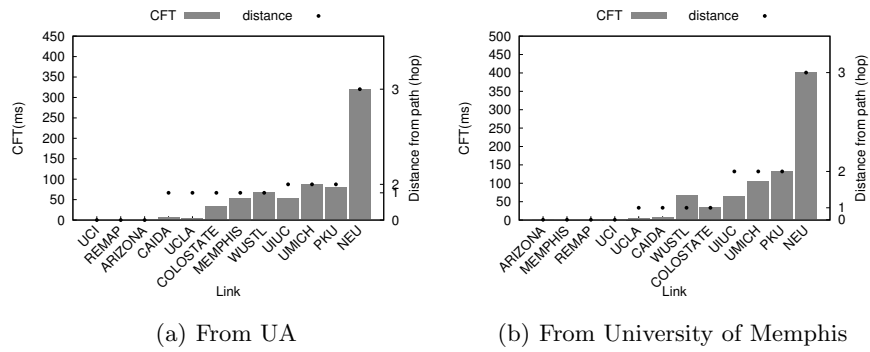 CFT distance
450
400
350
300
250
200
150
100
50
0
CFT(ms)
3
2
1
0
Distance from path (hop)
UCI
REMAP
ARIZONA
CAIDA
UCLA
COLOSTATE
MEMPHIS
WUSTL
UIUC
UMICH
PKU
NEU
Link
(a) From UA
CFT distance
500
450
400
350
300
250
200
150
100
50
0
CFT(ms)
3
2
1
0
Distance from path (hop)
ARIZONA
MEMPHIS
REMAP
UCI
UCLA
CAIDA
WUSTL
COLOSTATE
UIUC
UMICH
PKU
NEU
Link
(b) From University of Memphis